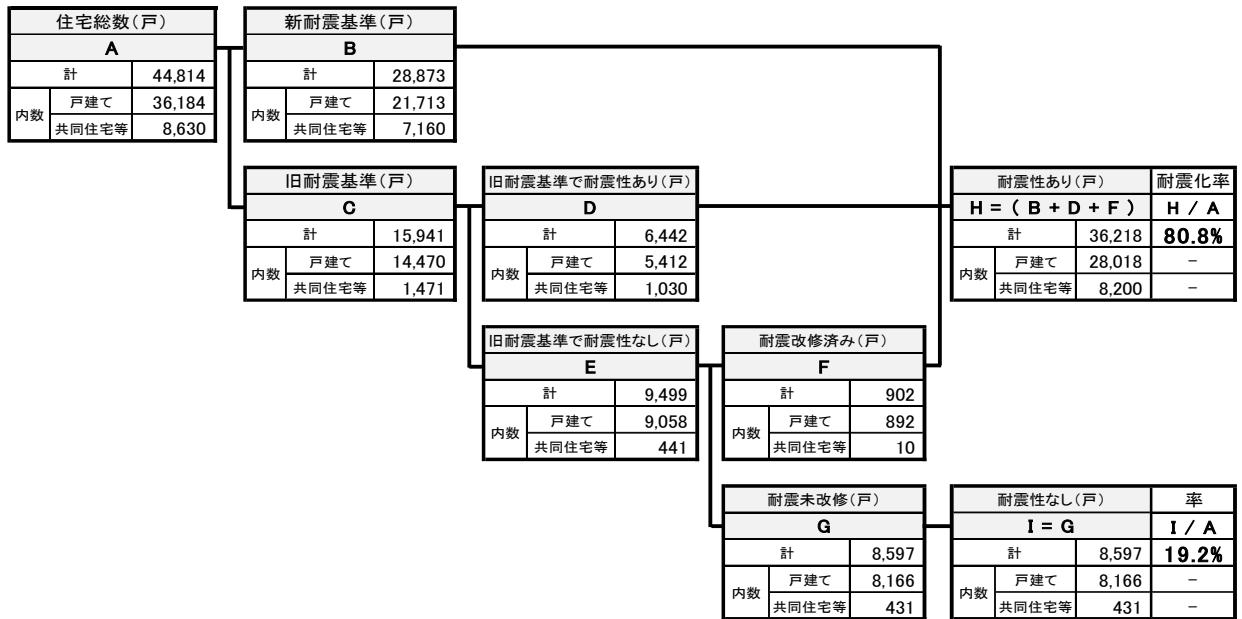 住宅総数(戸)
A
計 44,814
内数 戸建て 36,184
共同住宅等 8,630
新耐震基準(戸)
B
計 28,873
内数 戸建て 21,713
共同住宅等 7,160
旧耐震基準(戸)
C
計 15,941
内数 戸建て 14,470
共同住宅等 1,471
旧耐震基準で耐震性あり(戸)
D
計 6,442
内数 戸建て 5,412
共同住宅等 1,030
耐震性あり(戸) 耐震化率
H = ( B + D + F ) H / A
計 36,218 80.8%
内数 戸建て 28,018 -
共同住宅等 8,200 -
旧耐震基準で耐震性なし(戸)
E
計 9,499
内数 戸建て 9,058
共同住宅等 441
耐震改修済み(戸)
F
計 902
内数 戸建て 892
共同住宅等 10
耐震未改修(戸)
G
計 8,597
内数 戸建て 8,166
共同住宅等 431
耐震性なし(戸) 率
I = G I / A
計 8,597 19.2%
内数 戸建て 8,166 -
共同住宅等 431 -